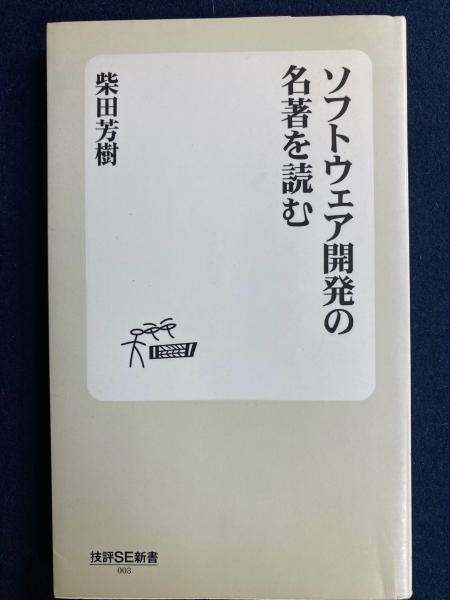 ソフトウェア開発の
名著を読む
柴田芳樹
技評SE新書
003